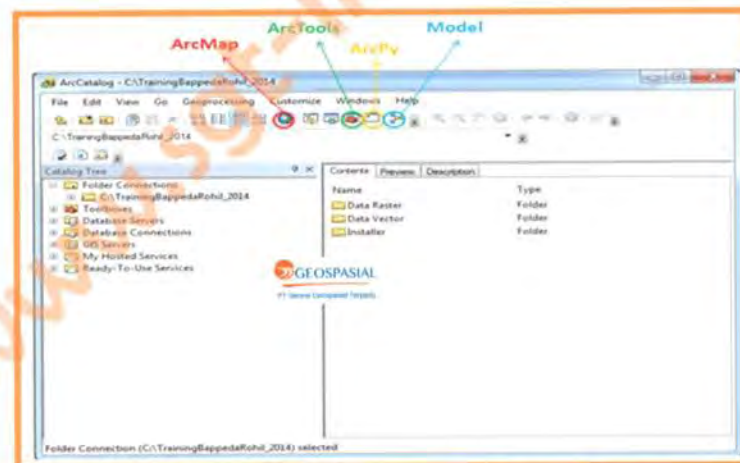 ArcTools
Model
ArcMap
ArcPy
ArcCatalog - C:\TrainingBappedaRohil_2014
File Edit View Go Geoprocessing Customize Windows Help
C:\TrainingBappedaRohil_2014
Catalog Tree
Contents Preview Description
Folder Connections
C:\TrainingBappedaRohil_2014
Toolboxes
Database Servers
Database Connections
GIS Servers
My Hosted Services
Ready-To-Use Services
Name Type
Data Raster Folder
Data Vector Folder
Installer Folder
GEOSPASIAL
Folder Connection (C:\TrainingBappedaRohil_2014) selected